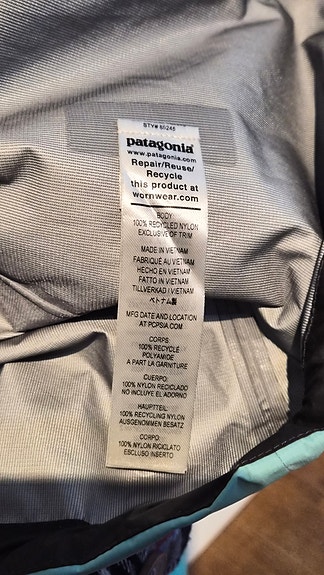 STY# 85245
patagonia®
www.patagonia.com
Repair/Reuse/
Recycle
this product at
wornwear.com
BODY
100% RECYCLED NYLON
EXCLUSIVE OF TRIM
MADE IN VIETNAM
FABRIQUÉ AU VIETNAM
HECHO EN VIETNAM
FATTO IN VIETNAM
TILLVERKAD I VIETNAM
ベトナム製
MFG DATE AND LOCATION
AT PCPSIA.COM
CORPS:
100% RECYCLÉ
POLYAMIDE
A PART LA GARNITURE
CUERPO:
100% NYLON RECICLADO
NO INCLUYE EL ADORNO
HAUPTTEIL:
100% RECYCLING NYLON
AUSGENOMMEN BESATZ
CORPO:
100% NYLON RICICLATO
ESCLUSO INSERTO